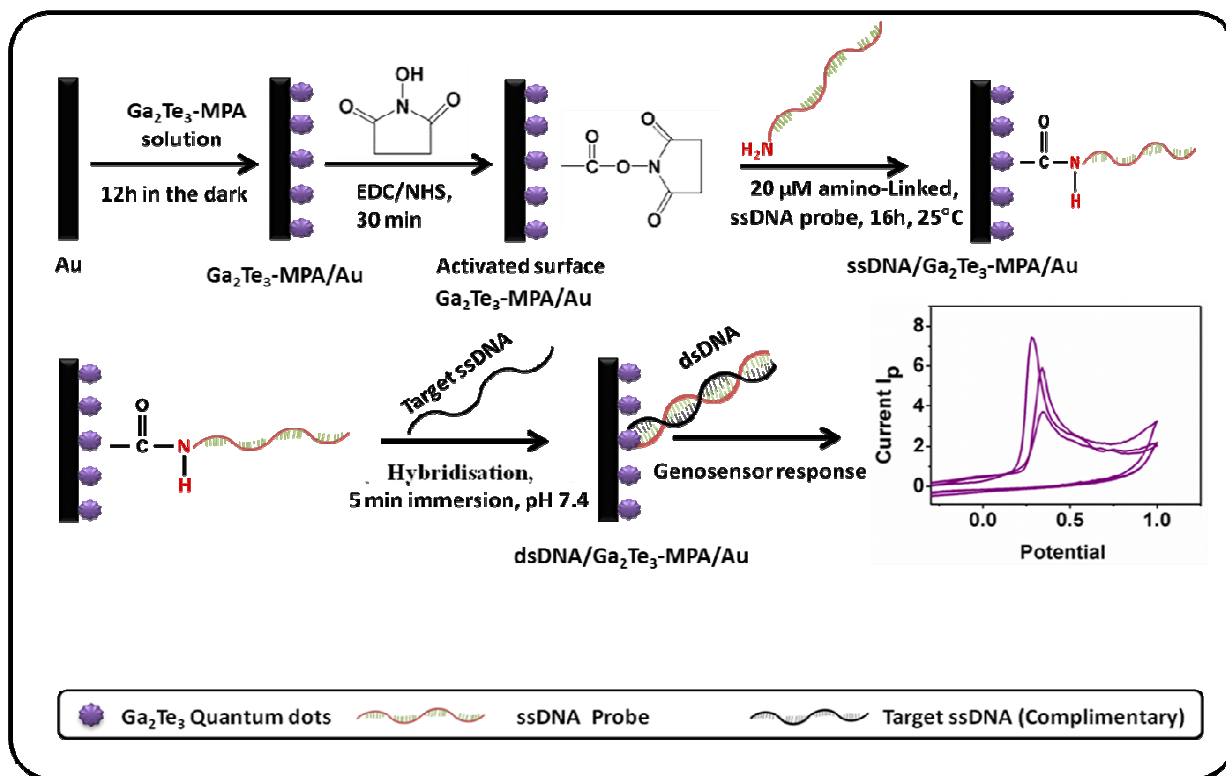 Ga₂Te₃-MPA
solution
12h in the dark
Au
Ga₂Te₃-MPA/Au
OH
N
O
O
EDC/NHS,
30 min
Activated surface
Ga₂Te₃-MPA/Au
O
C
O
N
O
O
H₂N
20 µM amino-Linked,
ssDNA probe, 16h, 25°C
O
C
N
H
ssDNA/Ga₂Te₃-MPA/Au
O
C
N
H
Target ssDNA
Hybridisation,
5 min immersion, pH 7.4
dsDNA
dsDNA/Ga₂Te₃-MPA/Au
Genosensor response
Current Ip
8
6
4
2
0
0.0 0.5 1.0
Potential
Ga₂Te₃ Quantum dots
ssDNA Probe
Target ssDNA (Complimentary)